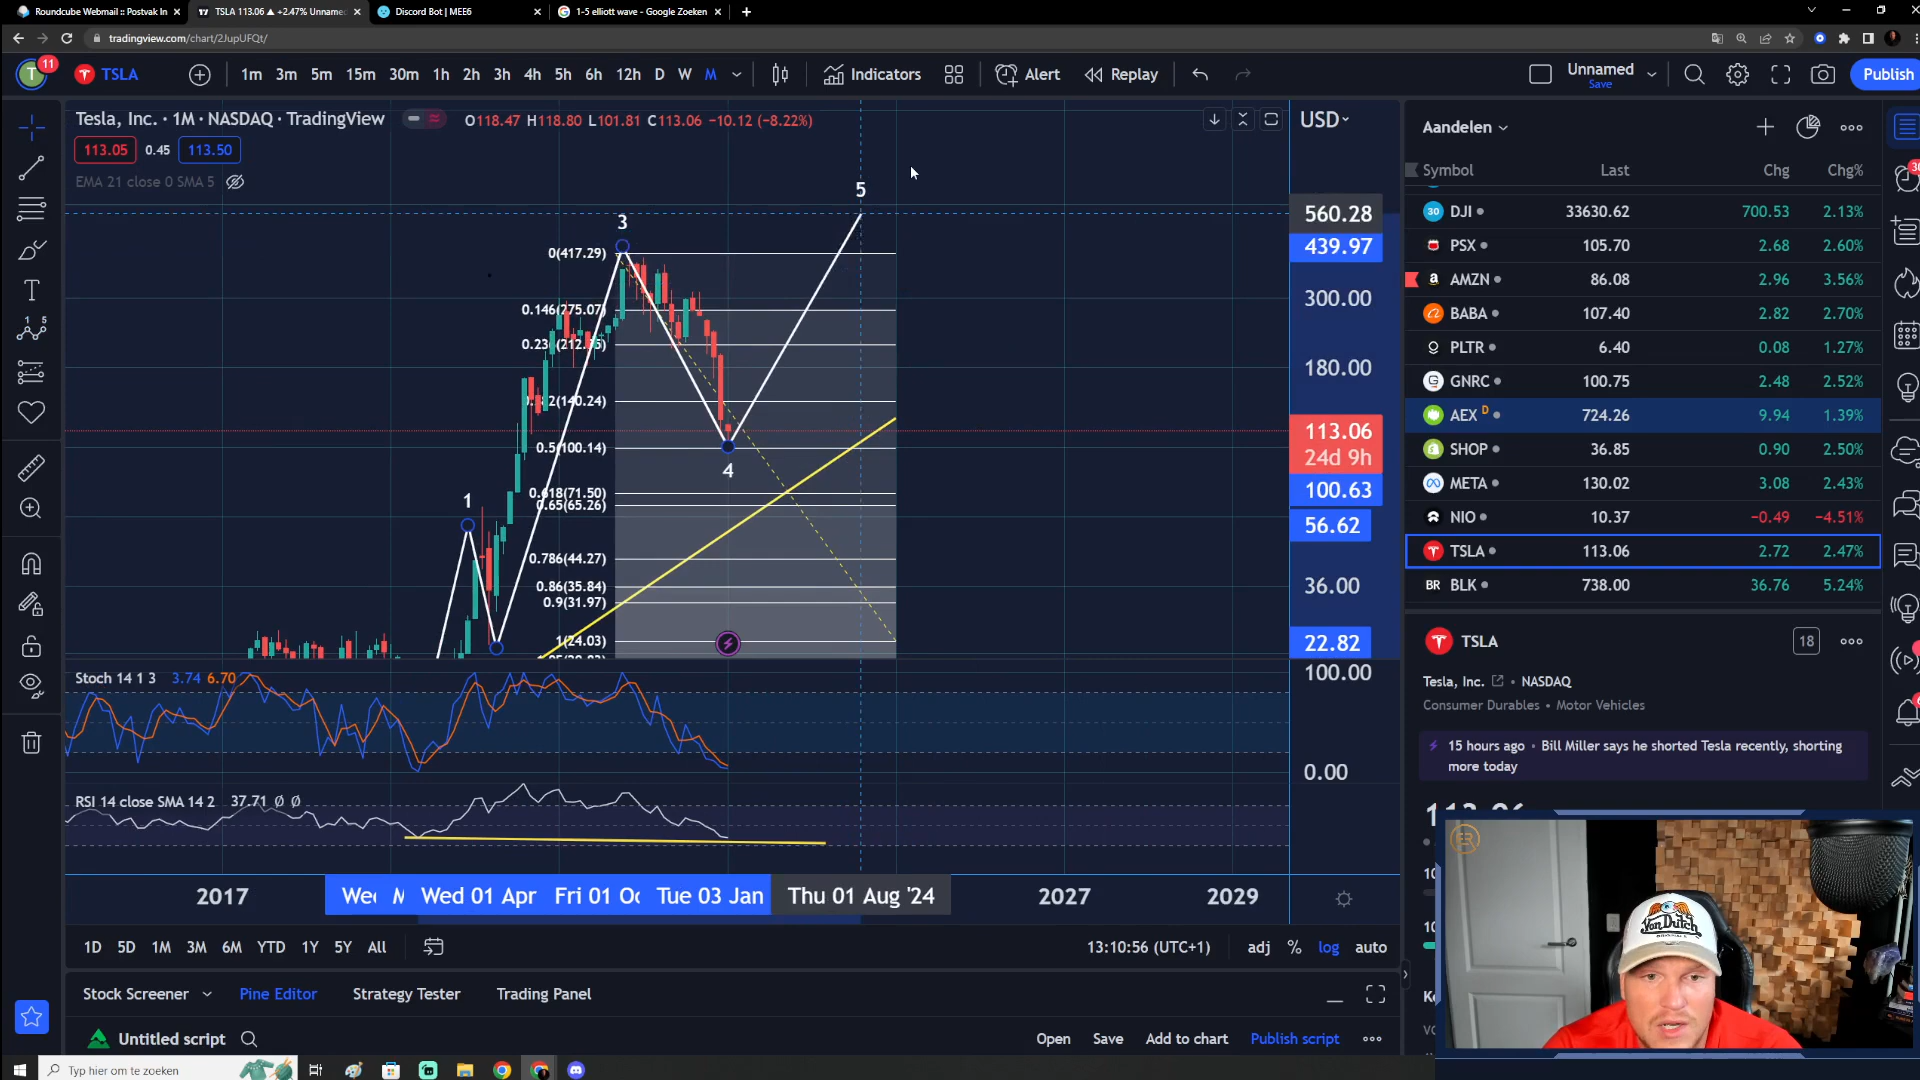 Roundcube Webmail :: Postvak In
TSLA 113.06 ▲ +2.47% Unname
Discord Bot | MEE6
1-5 elliott wave - Google Zoeken
tradingview.com/chart/2JupUFQt/
T
11
TSLA
1m 3m 5m 15m 30m 1h 2h 3h 4h 5h 6h 12h D W M
Indicators
Alert
Replay
Unnamed
Save
Publish
Tesla, Inc. · 1M · NASDAQ · TradingView
O118.47 H118.80 L101.81 C113.06 −10.12 (−8.22%)
113.05 0.45 113.50
EMA 21 close 0 SMA 5
USD
5
3
0(417.29)
0.146(275.07)
1
4
0.5(100.14)
0.618(71.50)
0.65(65.26)
0.786(44.27)
0.86(35.84)
0.9(31.97)
1(24.03)
560.28
439.97
300.00
180.00
113.06
24d 9h
100.63
56.62
36.00
22.82
Stoch 14 1 3 3.74 6.70
100.00
0.00
RSI 14 close SMA 14 2 37.71 Ø Ø
2017
Wed 01 Apr
Tue 03 Jan
Thu 01 Aug '24
2027
2029
1D 5D 1M 3M 6M YTD 1Y 5Y All
13:10:56 (UTC+1)
adj % log auto
Stock Screener
Pine Editor
Strategy Tester
Trading Panel
Untitled script
Open
Save
Add to chart
Publish script
Typ hier om te zoeken
Aandelen
Symbol Last Chg Chg%
30 DJI 33630.62 700.53 2.13%
PSX 105.70 2.68 2.60%
AMZN 86.08 2.96 3.56%
BABA 107.40 2.82 2.70%
PLTR 6.40 0.08 1.27%
GNRC 100.75 2.48 2.52%
AEX D 724.26 9.94 1.39%
SHOP 36.85 0.90 2.50%
META 130.02 3.08 2.43%
NIO 10.37 −0.49 −4.51%
TSLA 113.06 2.72 2.47%
BR BLK 738.00 36.76 5.24%
TSLA
18
Tesla, Inc. • NASDAQ
Consumer Durables • Motor Vehicles
15 hours ago • Bill Miller says he shorted Tesla recently, shorting
more today
Von Dutch